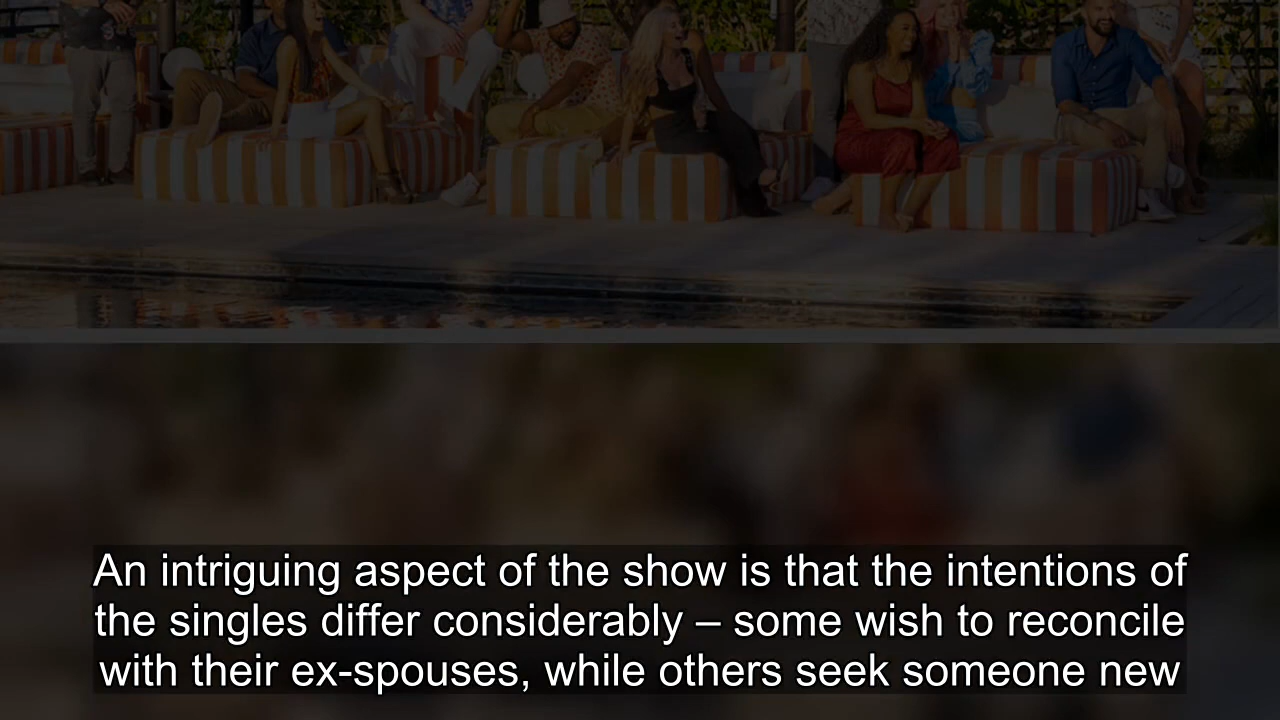 An intriguing aspect of the show is that the intentions of
the singles differ considerably – some wish to reconcile
with their ex-spouses, while others seek someone new